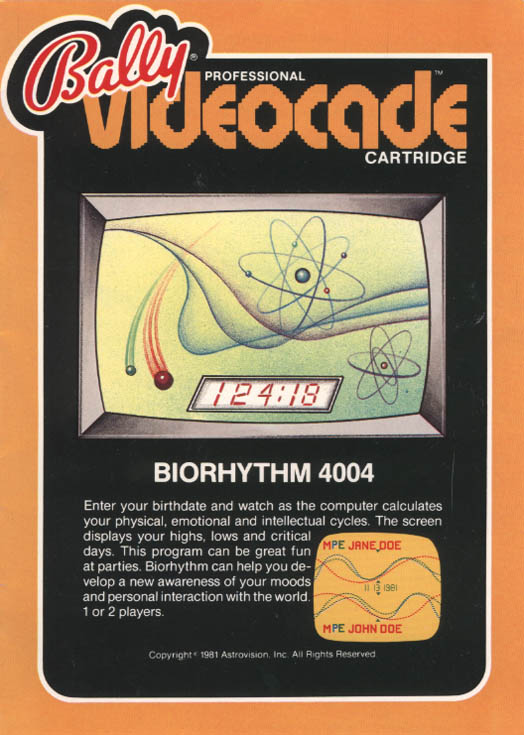 Bally®
PROFESSIONAL
Videocade™
CARTRIDGE
124:18
BIORHYTHM 4004
Enter your birthdate and watch as the computer calculates
your physical, emotional and intellectual cycles. The screen
displays your highs, lows and critical
days. This program can be great fun
at parties. Biorhythm can help you de-
velop a new awareness of your moods
and personal interaction with the world.
1 or 2 players.
MPE JANE DOE
11 13 1981
MPE JOHN DOE
Copyright © 1981 Astrovision, Inc. All Rights Reserved